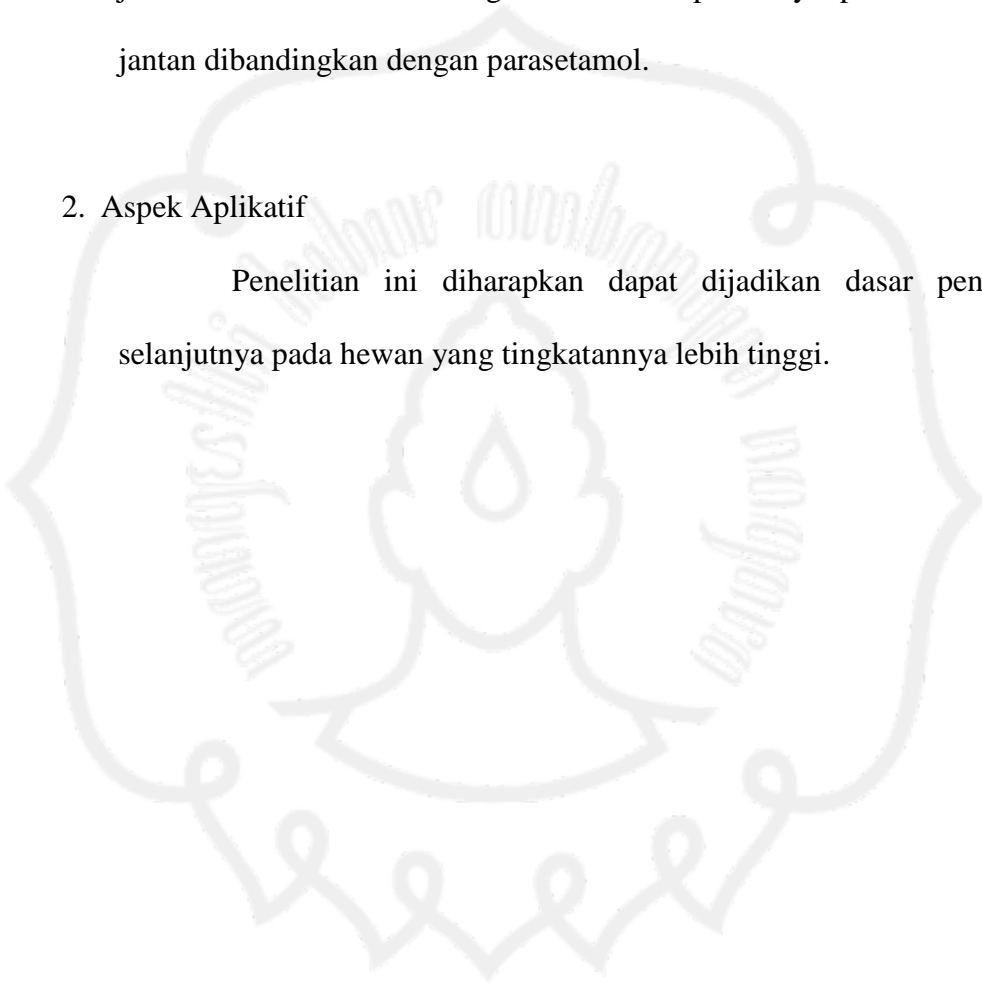 jantan dibandingkan dengan parasetamol.
2. Aspek Aplikatif
Penelitian ini diharapkan dapat dijadikan dasar pen
selanjutnya pada hewan yang tingkatannya lebih tinggi.